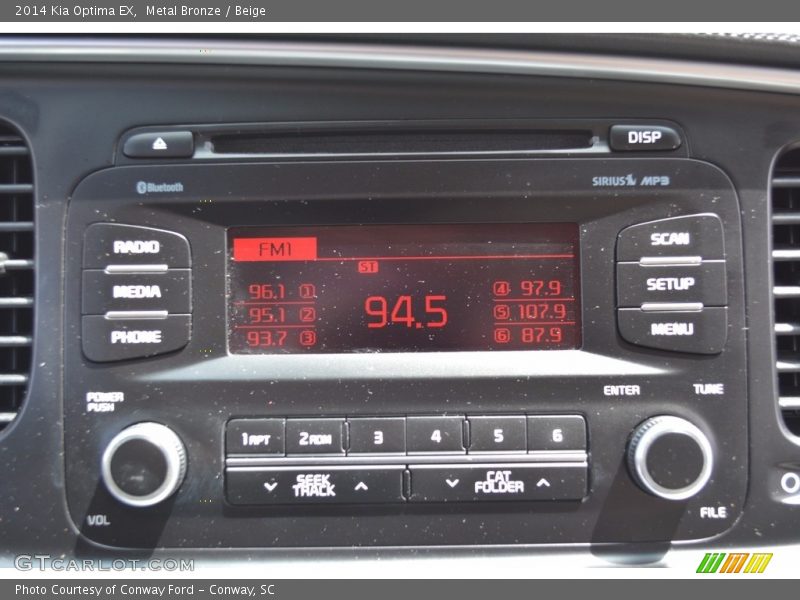 2014 Kia Optima EX, Metal Bronze / Beige
DISP
Bluetooth
SIRIUS MP3
RADIO
MEDIA
PHONE
FM1
ST
96.1 1
95.1 2
93.7 3
94.5
4 97.9
5 107.9
6 87.9
SCAN
SETUP
MENU
POWER
PUSH
ENTER
TUNE
1 RPT
2 RDM
3
4
5
6
SEEK
TRACK
CAT
FOLDER
VOL
FILE
GTCARLOT.COM
Photo Courtesy of Conway Ford - Conway, SC